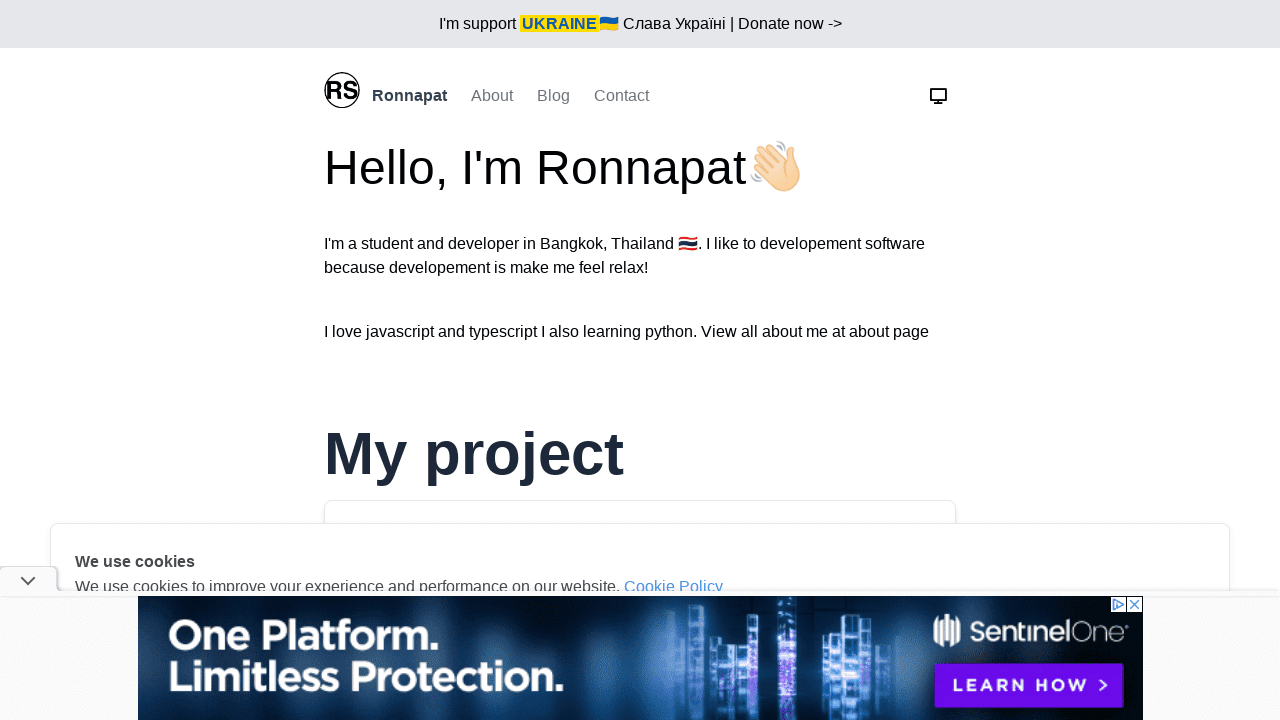 I'm support UKRAINE🇺🇦 Слава Україні | Donate now ->
RS Ronnapat About Blog Contact
Hello, I'm Ronnapat👋🏻
I'm a student and developer in Bangkok, Thailand 🇹🇭. I like to developement software
because developement is make me feel relax!
I love javascript and typescript I also learning python. View all about me at about page
My project
We use cookies
We use cookies to improve your experience and performance on our website. Cookie Policy
One Platform.
Limitless Protection.
SentinelOne
LEARN HOW >